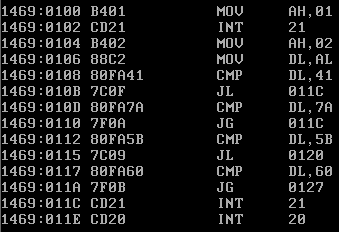 1469:0100 B401 MOV AH,01
1469:0102 CD21 INT 21
1469:0104 B402 MOV AH,02
1469:0106 88C2 MOV DL,AL
1469:0108 80FA41 CMP DL,41
1469:010B 7C0F JL 011C
1469:010D 80FA7A CMP DL,7A
1469:0110 7F0A JG 011C
1469:0112 80FA5B CMP DL,5B
1469:0115 7C09 JL 0120
1469:0117 80FA60 CMP DL,60
1469:011A 7F0B JG 0127
1469:011C CD21 INT 21
1469:011E CD20 INT 20